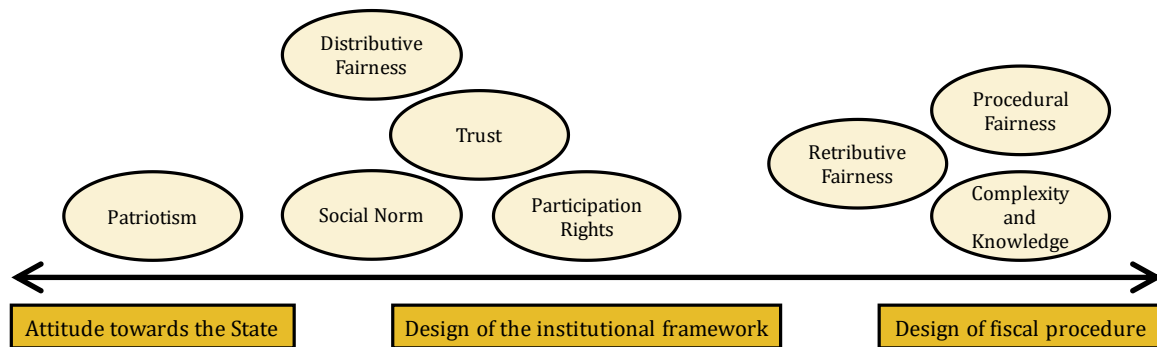 Distributive
Fairness
Trust
Procedural
Fairness
Retributive
Fairness
Patriotism
Social Norm
Participation
Rights
Complexity
and
Knowledge
Attitude towards the State
Design of the institutional framework
Design of fiscal procedure